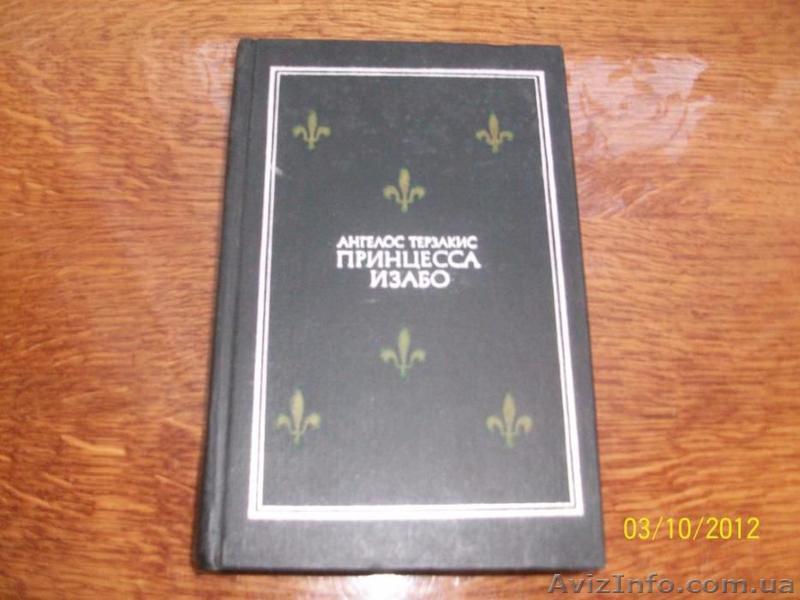 АНГЕЛОС ТЕРЗАКИС
ПРИНЦЕССА
ИЗАБО
03/10/2012
AvizInfo.com.ua